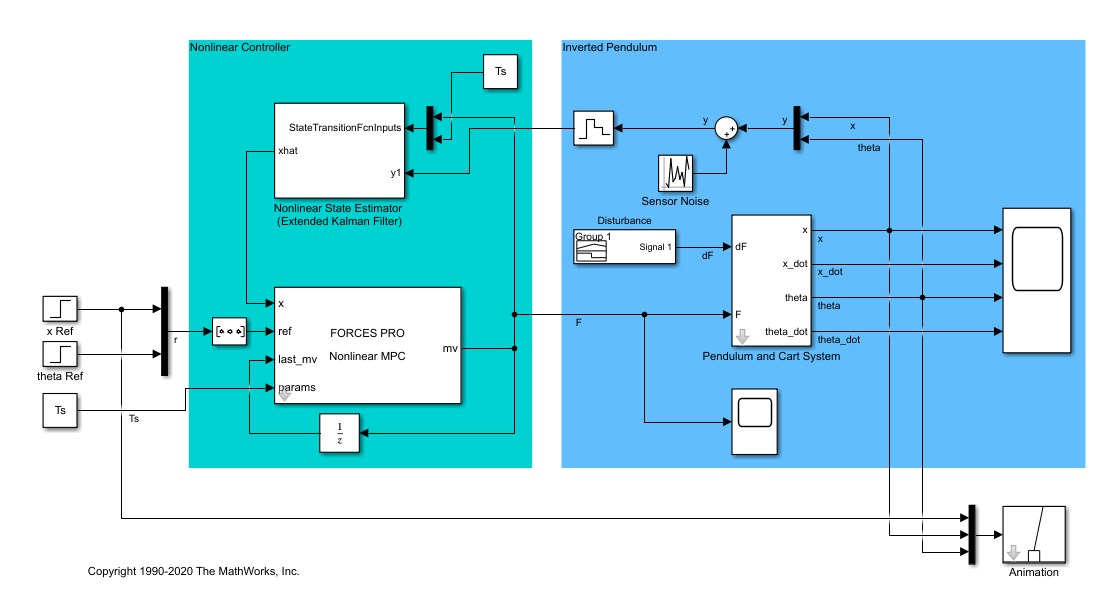 Nonlinear Controller
Ts
StateTransitionFcnInputs
xhat
y1
Nonlinear State Estimator
(Extended Kalman Filter)
x Ref
theta Ref
Ts
Ts
r
x
ref
last_mv
params
FORCES PRO
Nonlinear MPC
mv
1
z
Inverted Pendulum
y
y
x
theta
+
+
Sensor Noise
Disturbance
Group 1
Signal 1
dF
dF
F
F
x
x_dot
theta
theta_dot
x
x_dot
theta
theta_dot
Pendulum and Cart System
Animation
Copyright 1990-2020 The MathWorks, Inc.